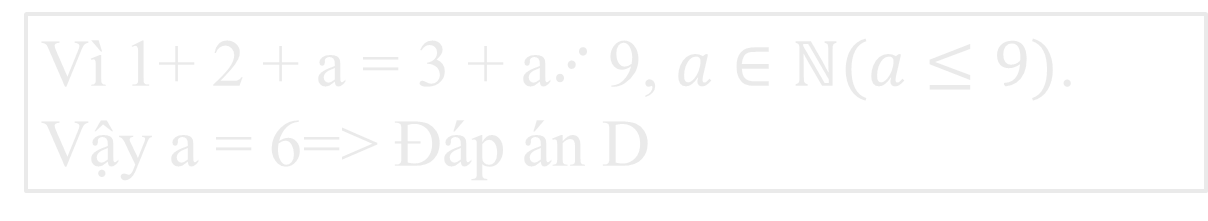 Vì 1+ 2 + a = 3 + a⋰ 9, 𝑎 ∈ ℕ(𝑎 ≤ 9).
Vậy a = 6=> Đáp án D